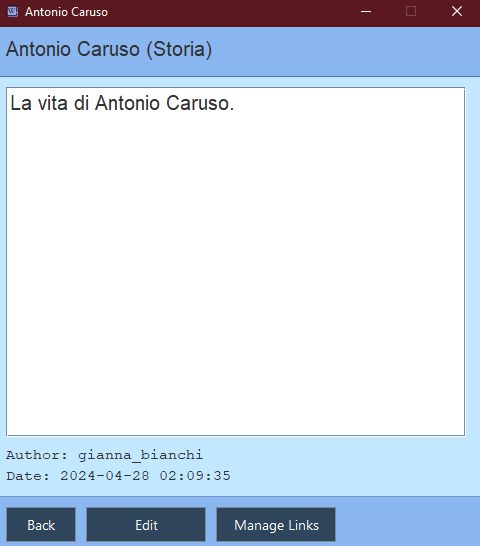 Antonio Caruso
Antonio Caruso (Storia)
La vita di Antonio Caruso.
Author: gianna_bianchi
Date: 2024-04-28 02:09:35
Back Edit Manage Links